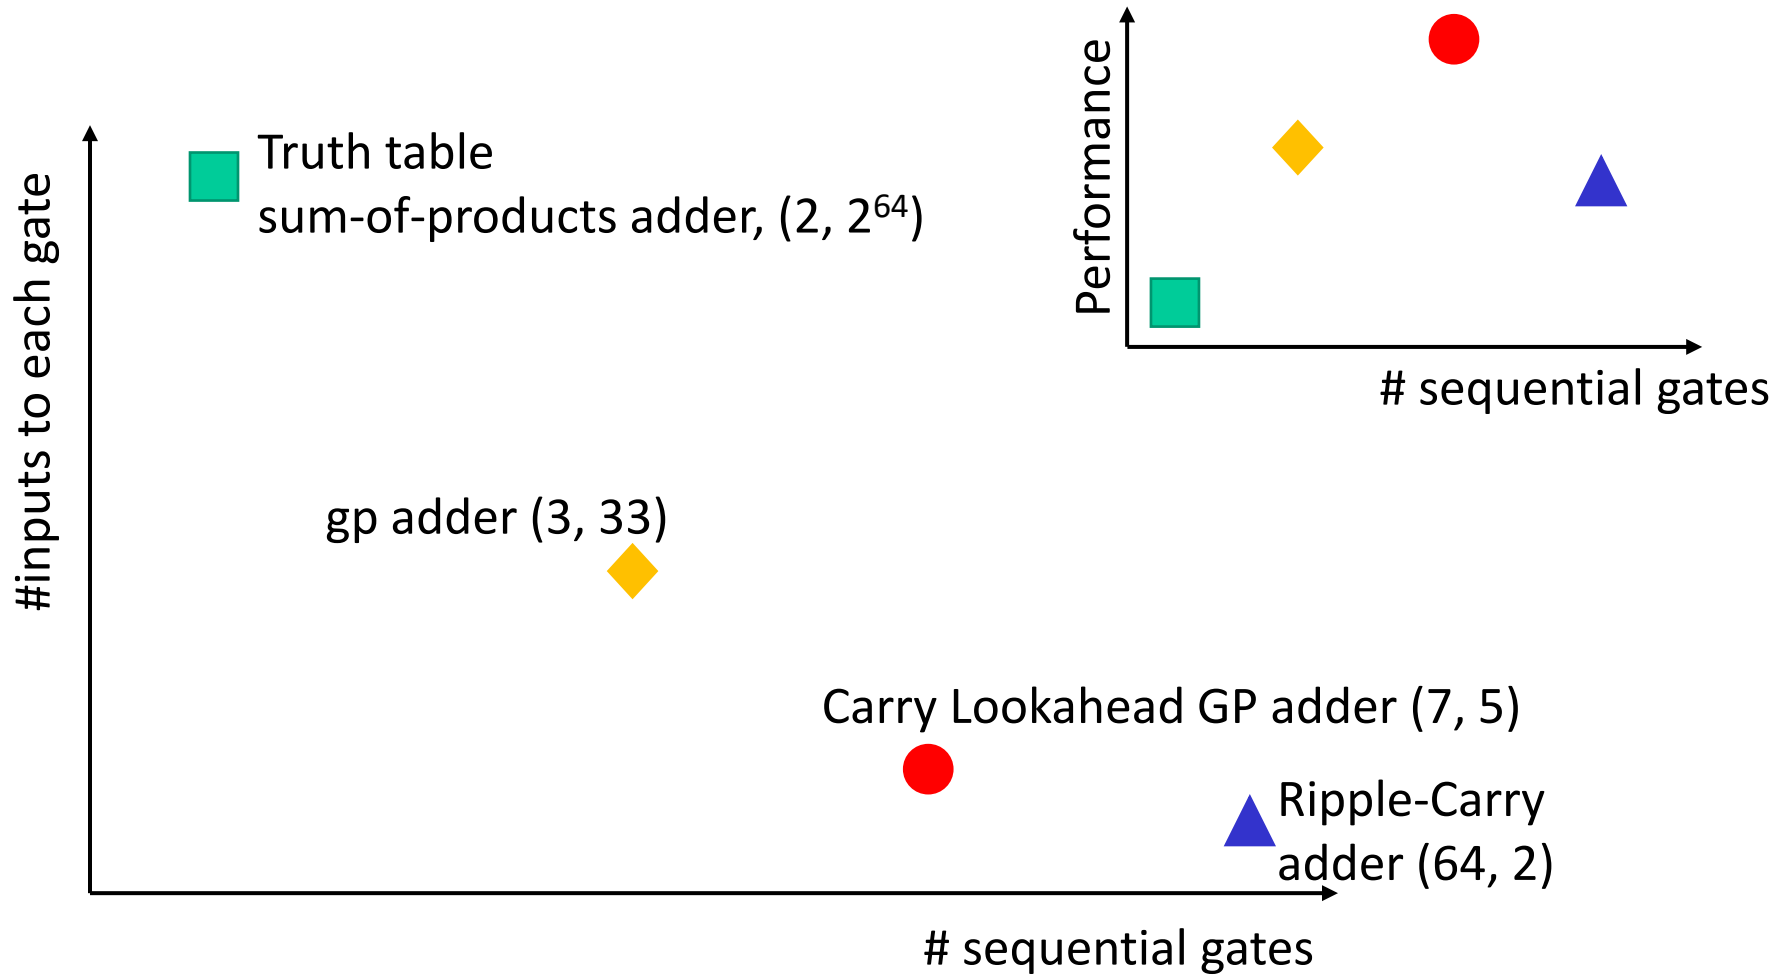 Performance
# sequential gates
#inputs to each gate
Truth table
sum-of-products adder, (2, 2⁶⁴)
gp adder (3, 33)
Carry Lookahead GP adder (7, 5)
Ripple-Carry
adder (64, 2)
# sequential gates